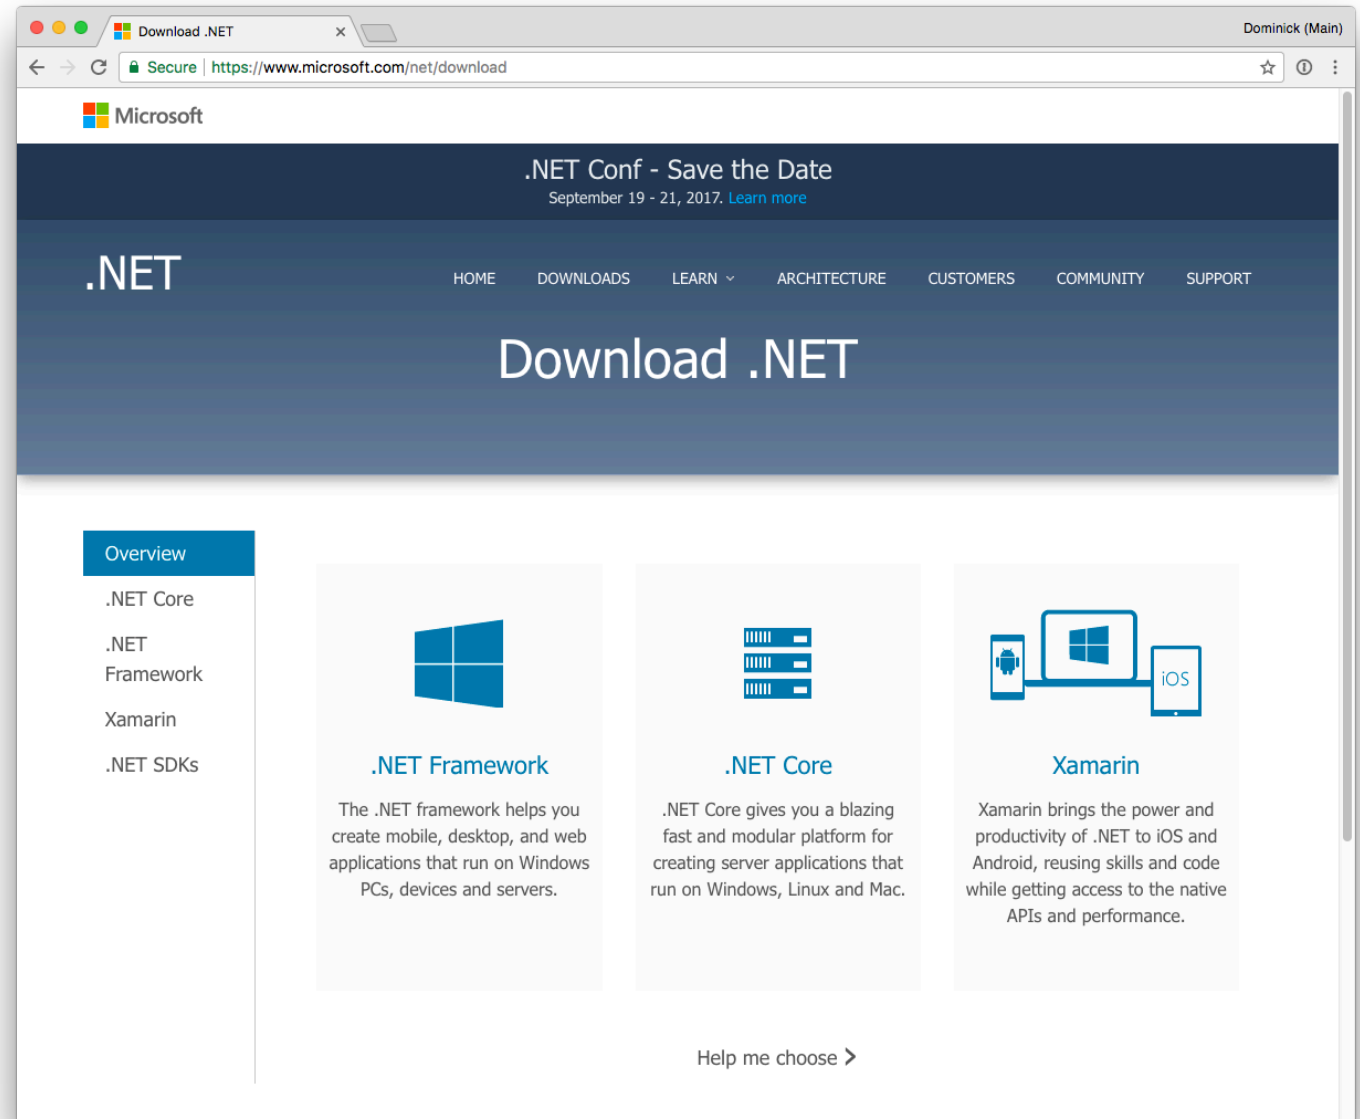 Download .NET
Dominick (Main)
Secure | https://www.microsoft.com/net/download
Microsoft
.NET Conf - Save the Date
September 19 - 21, 2017. Learn more
.NET
HOME DOWNLOADS LEARN ARCHITECTURE CUSTOMERS COMMUNITY SUPPORT
Download .NET
Overview
.NET Core
.NET
Framework
Xamarin
.NET SDKs
.NET Framework
The .NET framework helps you
create mobile, desktop, and web
applications that run on Windows
PCs, devices and servers.
.NET Core
.NET Core gives you a blazing
fast and modular platform for
creating server applications that
run on Windows, Linux and Mac.
iOS
Xamarin
Xamarin brings the power and
productivity of .NET to iOS and
Android, reusing skills and code
while getting access to the native
APIs and performance.
Help me choose